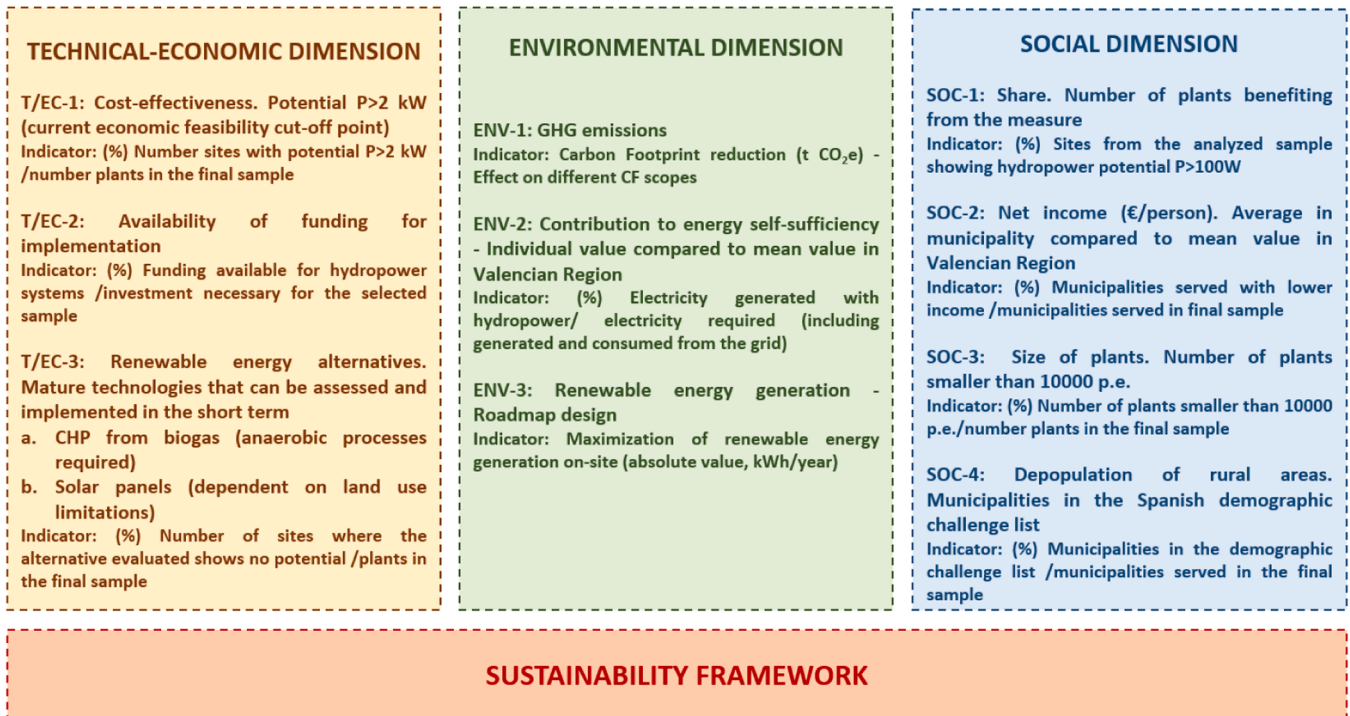 TECHNICAL-ECONOMIC DIMENSION
T/EC-1: Cost-effectiveness. Potential P>2 kW
(current economic feasibility cut-off point)
Indicator: (%) Number sites with potential P>2 kW
/number plants in the final sample
T/EC-2: Availability of funding for
implementation
Indicator: (%) Funding available for hydropower
systems /investment necessary for the selected
sample
T/EC-3: Renewable energy alternatives.
Mature technologies that can be assessed and
implemented in the short term
a. CHP from biogas (anaerobic processes
required)
b. Solar panels (dependent on land use
limitations)
Indicator: (%) Number of sites where the
alternative evaluated shows no potential /plants in
the final sample
ENVIRONMENTAL DIMENSION
ENV-1: GHG emissions
Indicator: Carbon Footprint reduction (t CO₂e) -
Effect on different CF scopes
ENV-2: Contribution to energy self-sufficiency
- Individual value compared to mean value in
Valencian Region
Indicator: (%) Electricity generated with
hydropower/ electricity required (including
generated and consumed from the grid)
ENV-3: Renewable energy generation -
Roadmap design
Indicator: Maximization of renewable energy
generation on-site (absolute value, kWh/year)
SOCIAL DIMENSION
SOC-1: Share. Number of plants benefiting
from the measure
Indicator: (%) Sites from the analyzed sample
showing hydropower potential P>100W
SOC-2: Net income (€/person). Average in
municipality compared to mean value in
Valencian Region
Indicator: (%) Municipalities served with lower
income /municipalities served in final sample
SOC-3: Size of plants. Number of plants
smaller than 10000 p.e.
Indicator: (%) Number of plants smaller than 10000
p.e./number plants in the final sample
SOC-4: Depopulation of rural areas.
Municipalities in the Spanish demographic
challenge list
Indicator: (%) Municipalities in the demographic
challenge list /municipalities served in the final
sample
SUSTAINABILITY FRAMEWORK